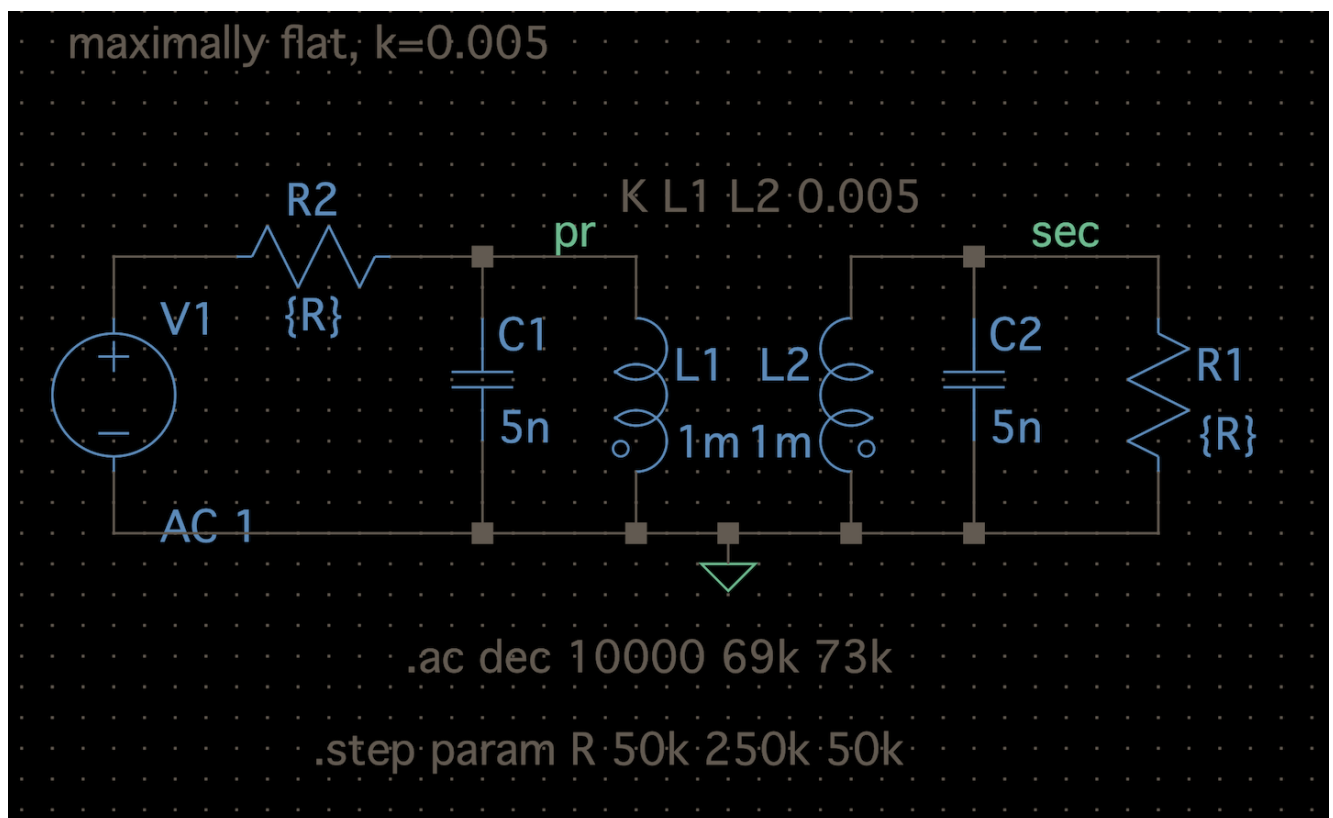 maximally flat, k=0.005
R2
K L1 L2 0.005
pr
sec
V1
{R}
C1
L1
L2
C2
R1
5n
1m
1m
5n
{R}
AC 1
.ac dec 10000 69k 73k
.step param R 50k 250k 50k